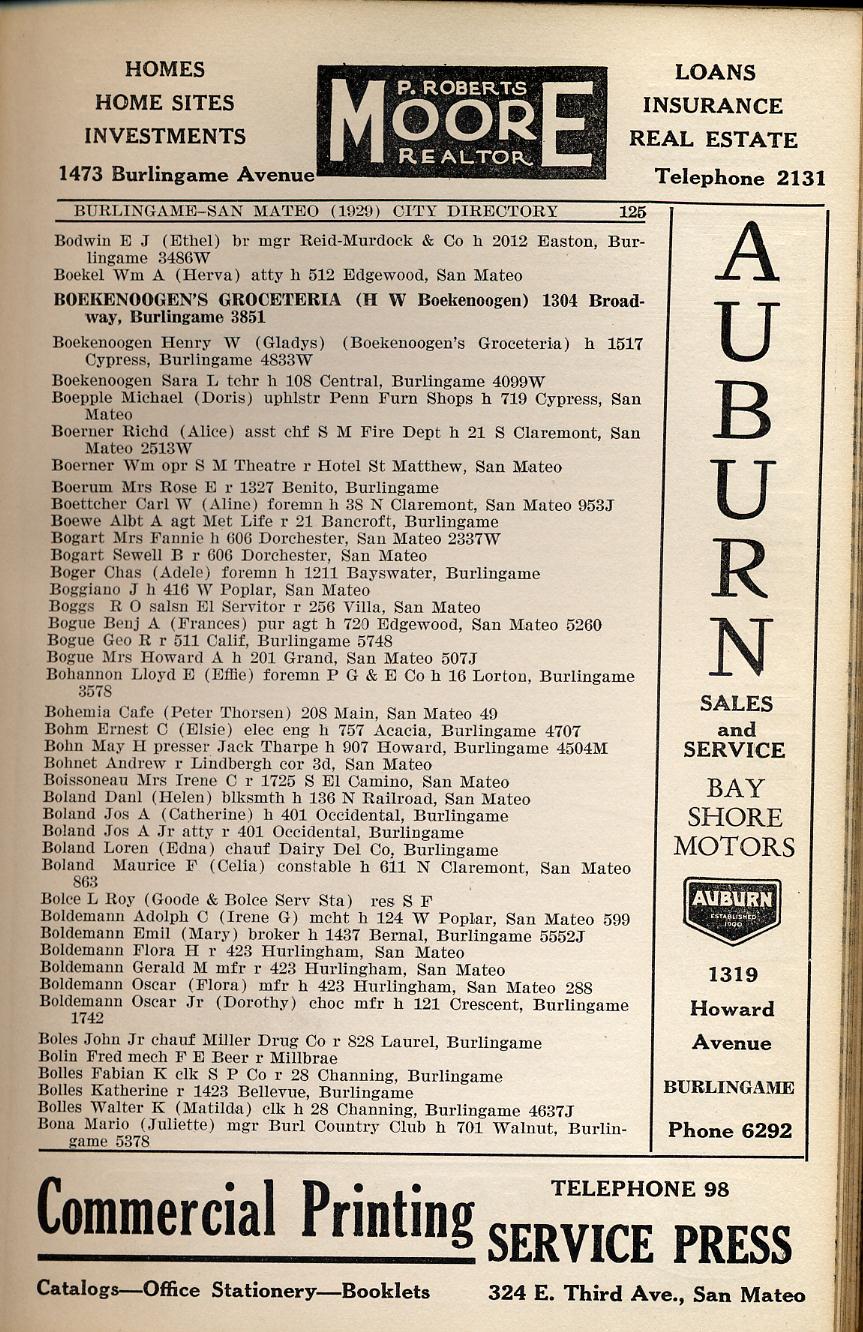 HOMES
HOME SITES
INVESTMENTS
1473 Burlingame Avenue
P. ROBERTS
MOORE
REALTOR
LOANS
INSURANCE
REAL ESTATE
Telephone 2131
BURLINGAME–SAN MATEO (1929) CITY DIRECTORY 125
Bodwin E J (Ethel) br mgr Reid-Murdock & Co h 2012 Easton, Bur-
lingame 3486W
Boekel Wm A (Herva) atty h 512 Edgewood, San Mateo
BOEKENOOGEN'S GROCETERIA (H W Boekenoogen) 1304 Broad-
way, Burlingame 3851
Boekenoogen Henry W (Gladys) (Boekenoogen's Groceteria) h 1517
Cypress, Burlingame 4833W
Boekenoogen Sara L tchr h 108 Central, Burlingame 4099W
Boepple Michael (Doris) uphlstr Penn Furn Shops h 719 Cypress, San
Mateo
Boerner Richd (Alice) asst chf S M Fire Dept h 21 S Claremont, San
Mateo 2513W
Boerner Wm opr S M Theatre r Hotel St Matthew, San Mateo
Boerum Mrs Rose E r 1327 Benito, Burlingame
Boettcher Carl W (Aline) foremn h 38 N Claremont, San Mateo 953J
Boewe Albt A agt Met Life r 21 Bancroft, Burlingame
Bogart Mrs Fannie h 606 Dorchester, San Mateo 2337W
Bogart Sewell B r 606 Dorchester, San Mateo
Boger Chas (Adele) foremn h 1211 Bayswater, Burlingame
Boggiano J h 416 W Poplar, San Mateo
Boggs R O salsn El Servitor r 256 Villa, San Mateo
Bogue Benj A (Frances) pur agt h 720 Edgewood, San Mateo 5260
Bogue Geo R r 511 Calif, Burlingame 5748
Bogue Mrs Howard A h 201 Grand, San Mateo 507J
Bohannon Lloyd E (Effie) foremn P G & E Co h 16 Lorton, Burlingame
3578
Bohemia Cafe (Peter Thorsen) 208 Main, San Mateo 49
Bohm Ernest C (Elsie) elec eng h 757 Acacia, Burlingame 4707
Bohn May H presser Jack Tharpe h 907 Howard, Burlingame 4504M
Bohnet Andrew r Lindbergh cor 3d, San Mateo
Boissoneau Mrs Irene C r 1725 S El Camino, San Mateo
Boland Danl (Helen) blksmth h 136 N Railroad, San Mateo
Boland Jos A (Catherine) h 401 Occidental, Burlingame
Boland Jos A Jr atty r 401 Occidental, Burlingame
Boland Loren (Edna) chauf Dairy Del Co, Burlingame
Boland Maurice F (Celia) constable h 611 N Claremont, San Mateo
863
Bolce L Roy (Goode & Bolce Serv Sta) res S F
Boldemann Adolph C (Irene G) mcht h 124 W Poplar, San Mateo 599
Boldemann Emil (Mary) broker h 1437 Bernal, Burlingame 5552J
Boldemann Flora H r 423 Hurlingham, San Mateo
Boldemann Gerald M mfr r 423 Hurlingham, San Mateo
Boldemann Oscar (Flora) mfr h 423 Hurlingham, San Mateo 288
Boldemann Oscar Jr (Dorothy) choc mfr h 121 Crescent, Burlingame
1742
Boles John Jr chauf Miller Drug Co r 828 Laurel, Burlingame
Bolin Fred mech F E Beer r Millbrae
Bolles Fabian K clk S P Co r 28 Channing, Burlingame
Bolles Katherine r 1423 Bellevue, Burlingame
Bolles Walter K (Matilda) clk h 28 Channing, Burlingame 4637J
Bona Mario (Juliette) mgr Burl Country Club h 701 Walnut, Burlin-
game 5378
A
U
B
U
R
N
SALES
and
SERVICE
BAY
SHORE
MOTORS
AUBURN
ESTABLISHED
1900
1319
Howard
Avenue
BURLINGAME
Phone 6292
Commercial Printing
Catalogs—Office Stationery—Booklets
TELEPHONE 98
SERVICE PRESS
324 E. Third Ave., San Mateo